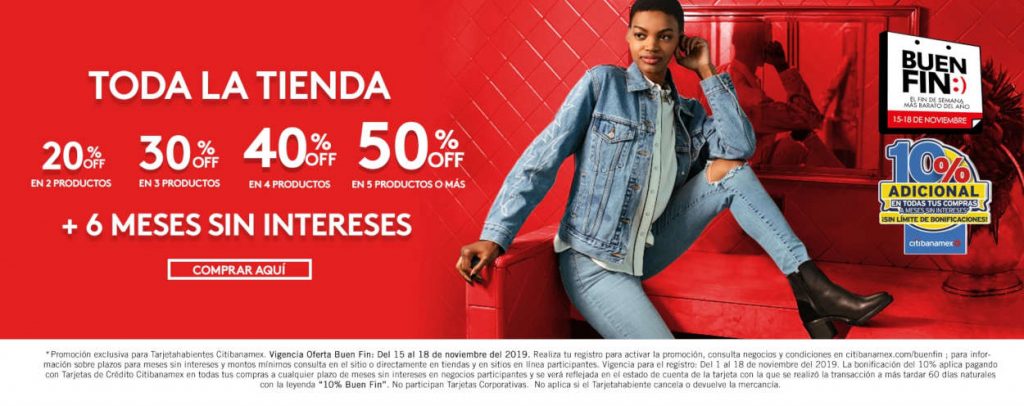 TODA LA TIENDA
20% OFF
EN 2 PRODUCTOS
30% OFF
EN 3 PRODUCTOS
40% OFF
EN 4 PRODUCTOS
50% OFF
EN 5 PRODUCTOS O MÁS
+ 6 MESES SIN INTERESES
COMPRAR AQUÍ
BUEN
FIN:)
EL FIN DE SEMANA
MÁS BARATO DEL AÑO
15-18 DE NOVIEMBRE
10%
ADICIONAL
EN TODAS TUS COMPRAS
A MESES SIN INTERESES
¡SIN LÍMITE DE BONIFICACIONES!
citibanamex
*Promoción exclusiva para Tarjetahabientes Citibanamex. Vigencia Oferta Buen Fin: Del 15 al 18 de noviembre del 2019. Realiza tu registro para activar la promoción, consulta negocios y condiciones en citibanamex.com/buenfin ; para infor-
mación sobre plazos para meses sin intereses y montos mínimos consulta en el sitio o directamente en tiendas y en sitios en línea participantes. Vigencia para el registro: Del 1 al 18 de noviembre del 2019. La bonificación del 10% aplica pagando
con Tarjetas de Crédito Citibanamex en todas tus compras a cualquier plazo de meses sin intereses en negocios participantes y se verá reflejada en el estado de cuenta de la tarjeta con la que se realizó la transacción a más tardar 60 días naturales
con la leyenda "10% Buen Fin". No participan Tarjetas Corporativas. No aplica si el Tarjetahabiente cancela o devuelve la mercancía.